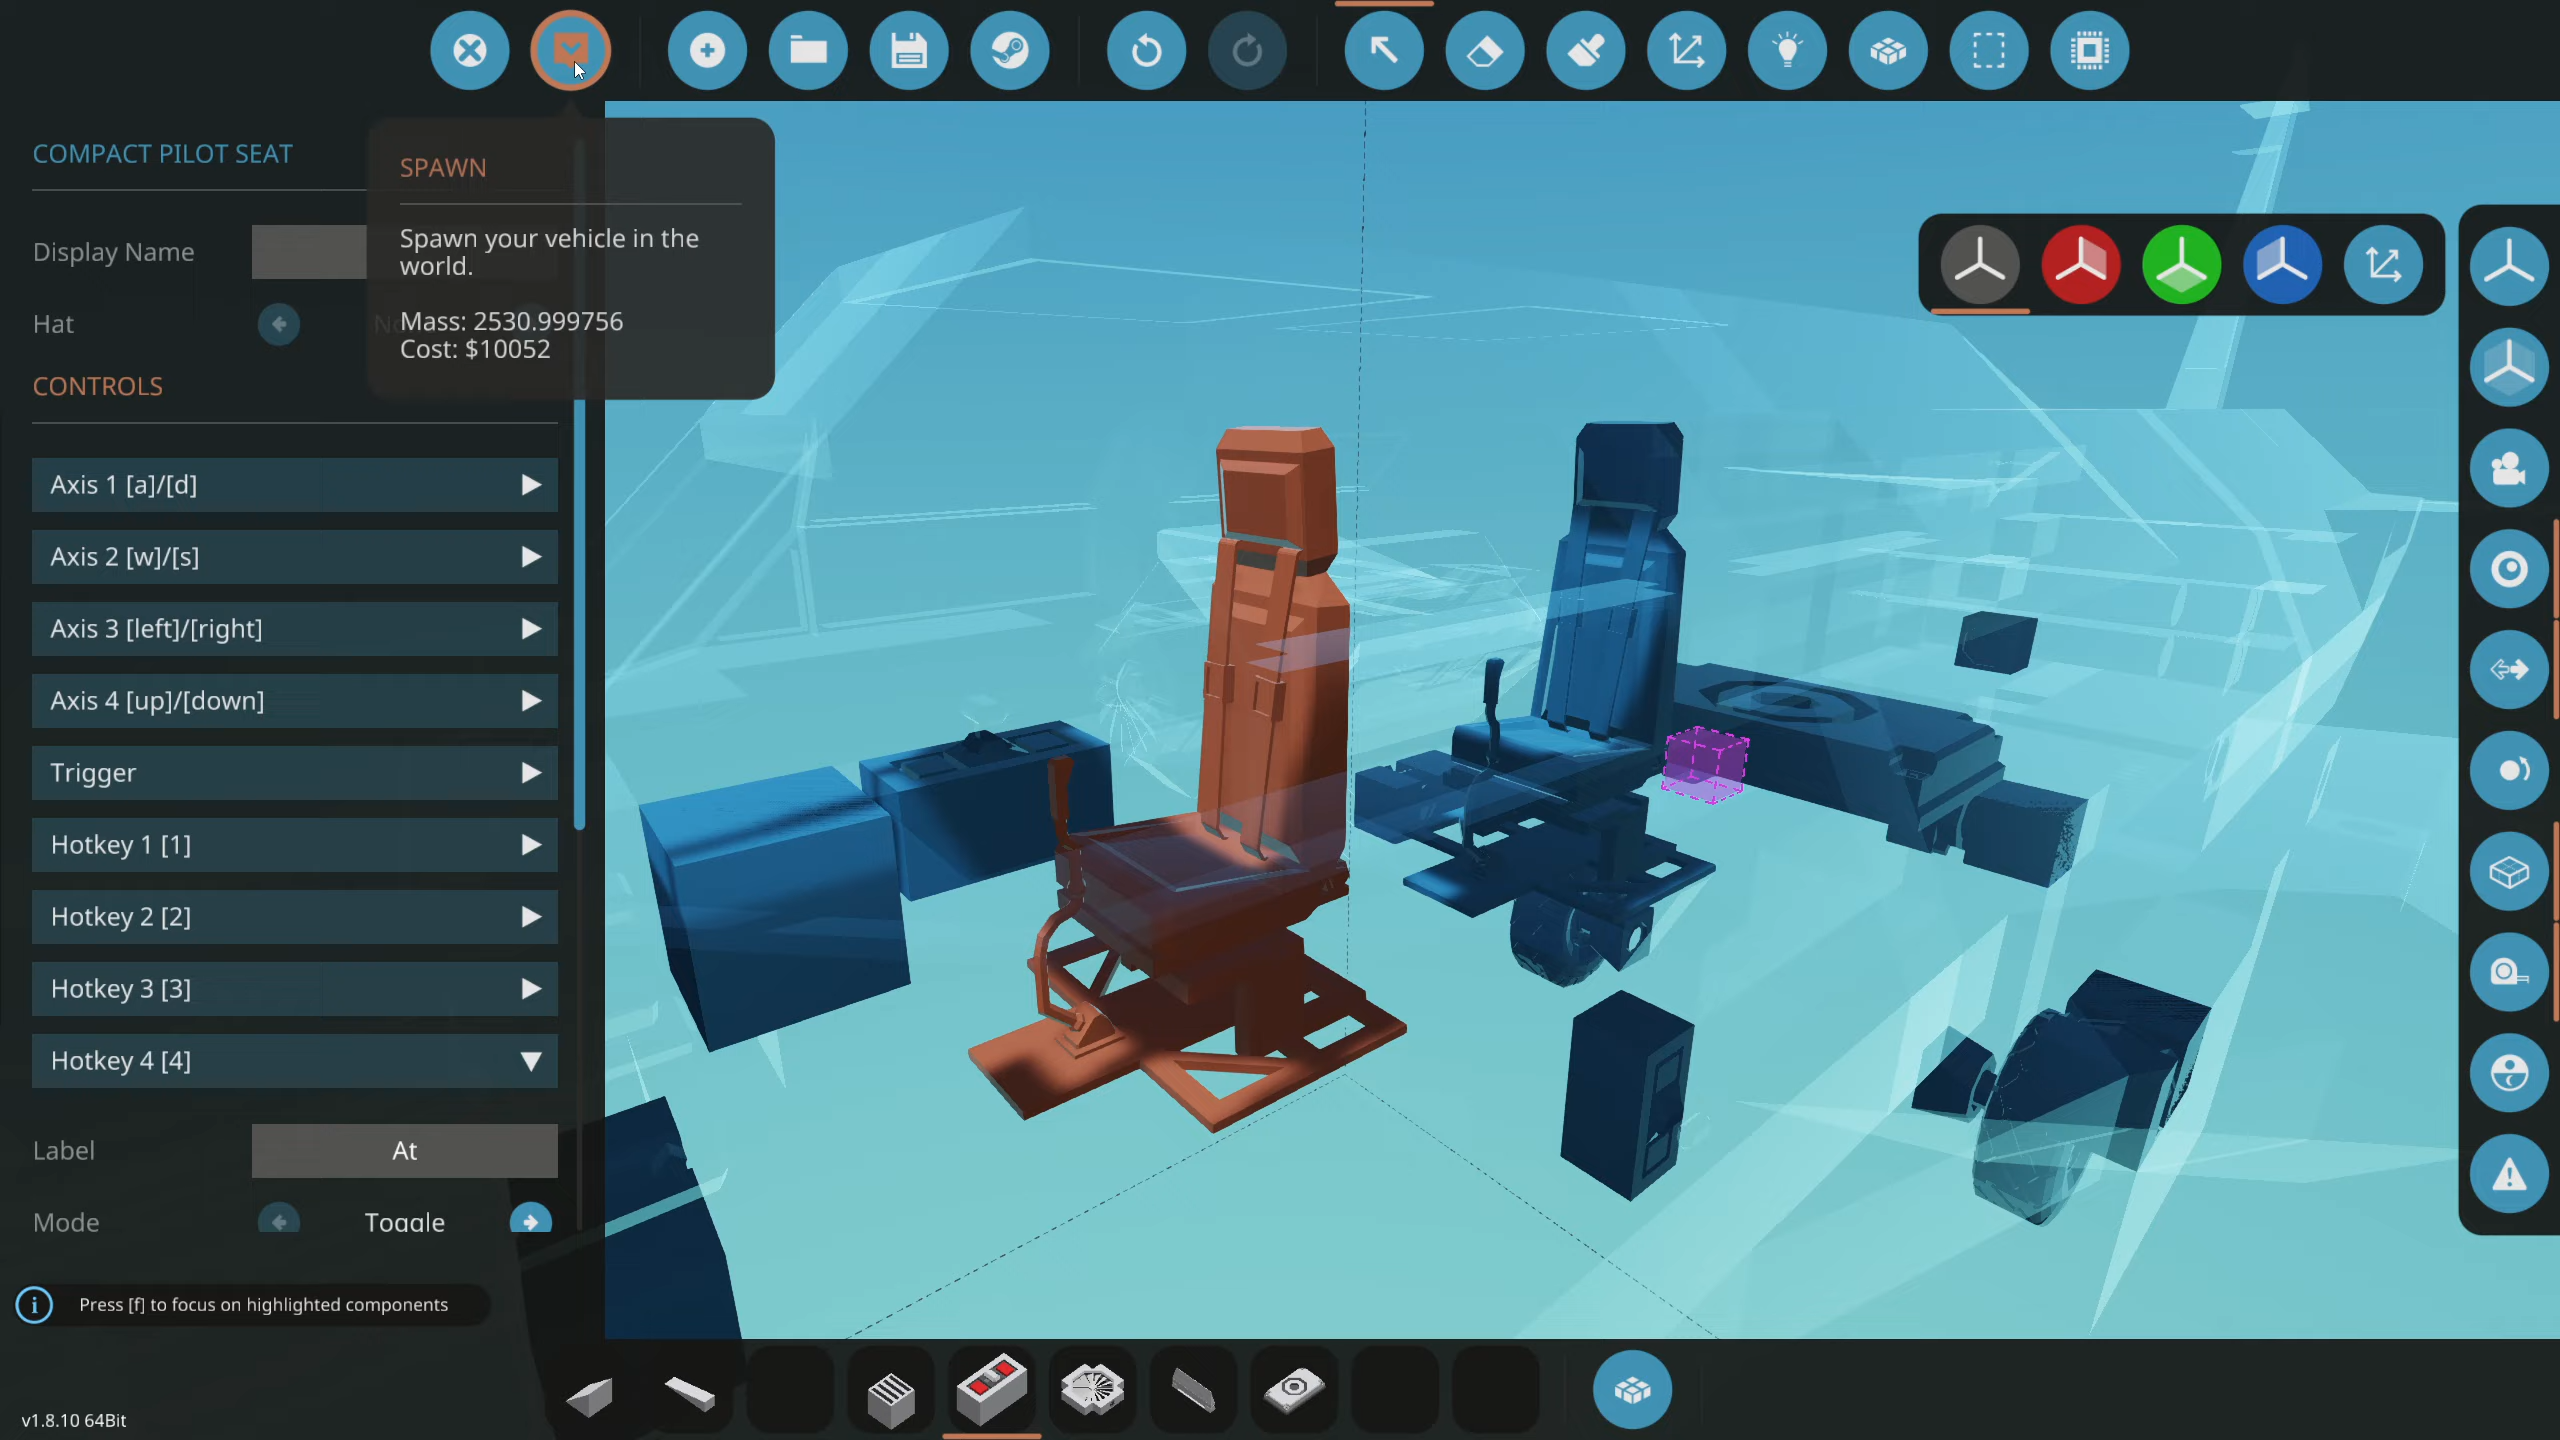 COMPACT PILOT SEAT
SPAWN
Spawn your vehicle in the
world.
Mass: 2530.999756
Cost: $10052
Display Name
Hat
CONTROLS
Axis 1 [a]/[d]
Axis 2 [w]/[s]
Axis 3 [left]/[right]
Axis 4 [up]/[down]
Trigger
Hotkey 1 [1]
Hotkey 2 [2]
Hotkey 3 [3]
Hotkey 4 [4]
Label
At
Mode
Toggle
Press [f] to focus on highlighted components
v1.8.10 64Bit